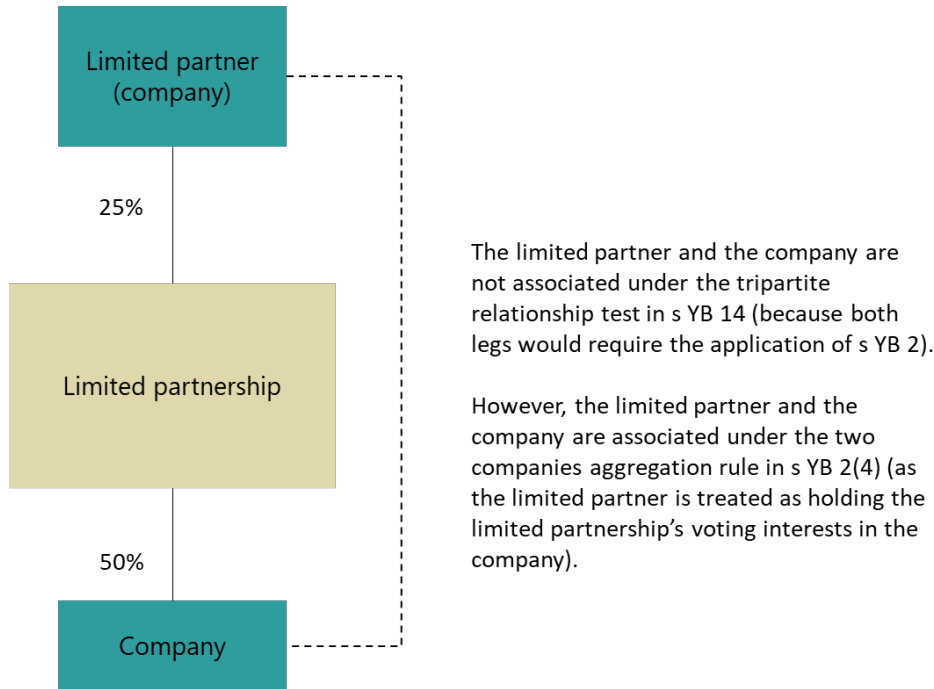 Limited partner
(company)
25%
Limited partnership
50%
Company
The limited partner and the company are
not associated under the tripartite
relationship test in s YB 14 (because both
legs would require the application of s YB 2).
However, the limited partner and the
company are associated under the two
companies aggregation rule in s YB 2(4) (as
the limited partner is treated as holding the
limited partnership’s voting interests in the
company).